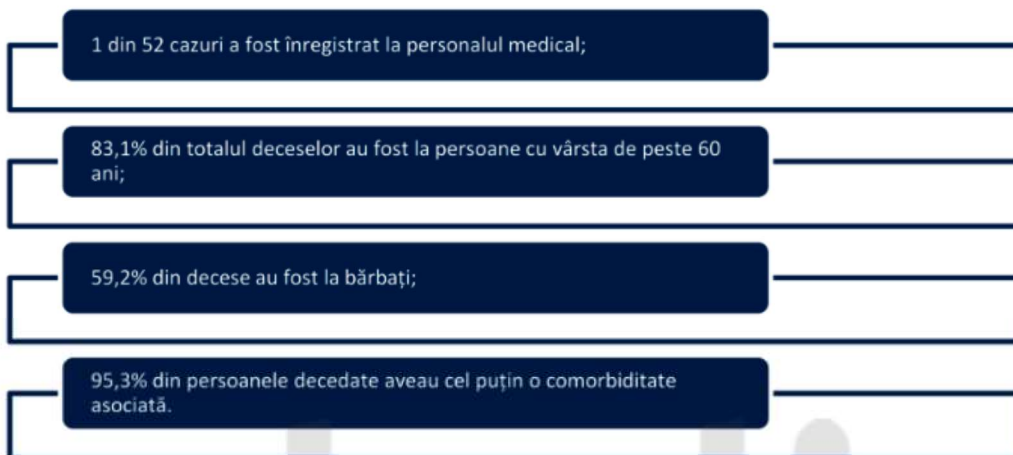 1 din 52 cazuri a fost înregistrat la personalul medical;
83,1% din totalul deceselor au fost la persoane cu vârsta de peste 60
ani;
59,2% din decese au fost la bărbați;
95,3% din persoanele decedate aveau cel puțin o comorbiditate
asociată.